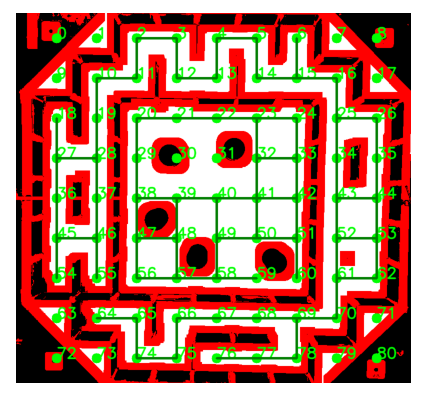 0 1 2 3 4 5 6 7 8
9 10 11 12 13 14 15 16 17
18 19 20 21 22 23 24 25 26
27 28 29 30 31 32 33 34 35
36 37 38 39 40 41 42 43 44
45 46 47 48 49 50 51 52 53
54 55 56 57 58 59 60 61 62
63 64 65 66 67 68 69 70 71
72 73 74 75 76 77 78 79 80